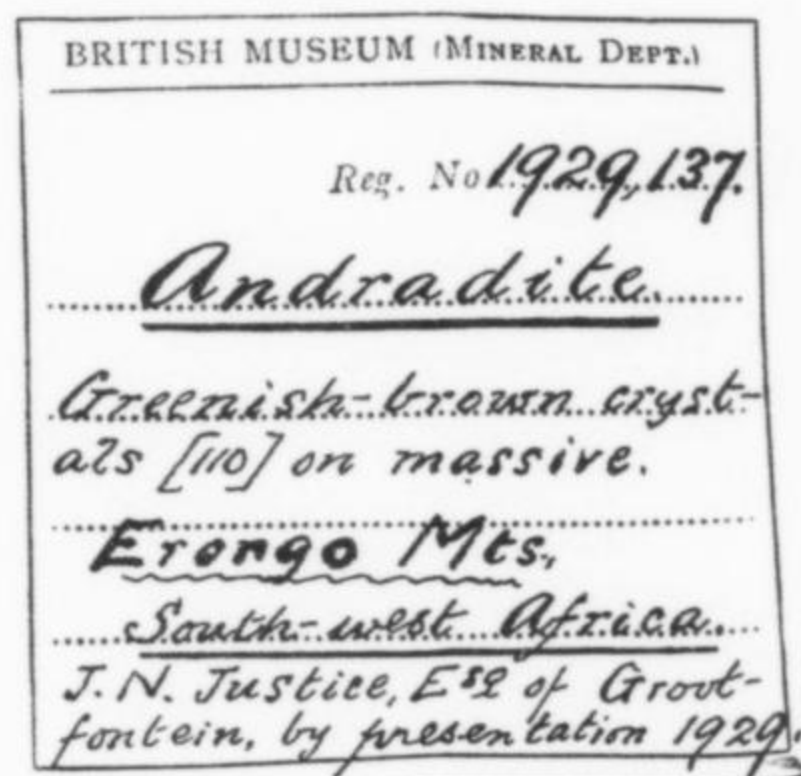 BRITISH MUSEUM (MINERAL DEPT.)
Reg. No 1929,137.
Andradite.
Greenish-brown cryst-
als [110] on massive.
Erongo Mts.,
South-west Africa.
J. N. Justice, Esq of Groot-
fontein, by presentation 1929.